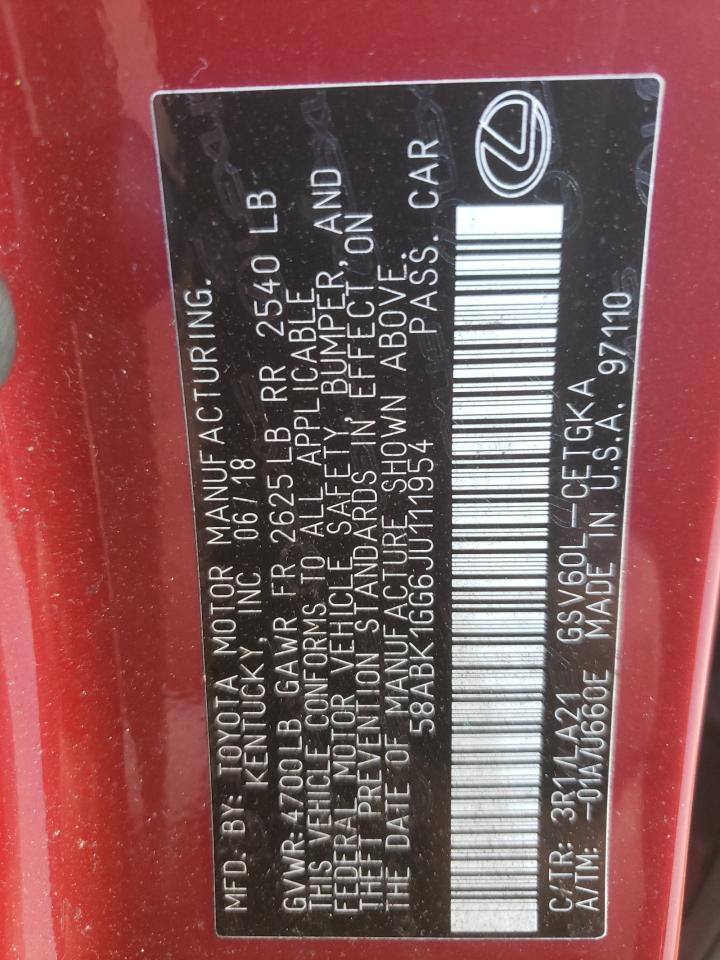 MFD. BY: TOYOTA MOTOR MANUFACTURING.
KENTUCKY, INC 06/18
GVWR: 4700LB GAWR FR 2625LB RR 2540 LB
THIS VEHICLE CONFORMS TO ALL APPLICABLE
FEDERAL MOTOR VEHICLE SAFETY, BUMPER, AND
THEFT PREVENTION STANDARDS IN EFFECT ON
THE DATE OF MANUFACTURE SHOWN ABOVE.
58ABK1GG6JU111954 PASS. CAR
C/TR: 3R1/LA21 GSV60L-CETGKA
A/TM: -01A/U660E MADE IN U.S.A. 97110